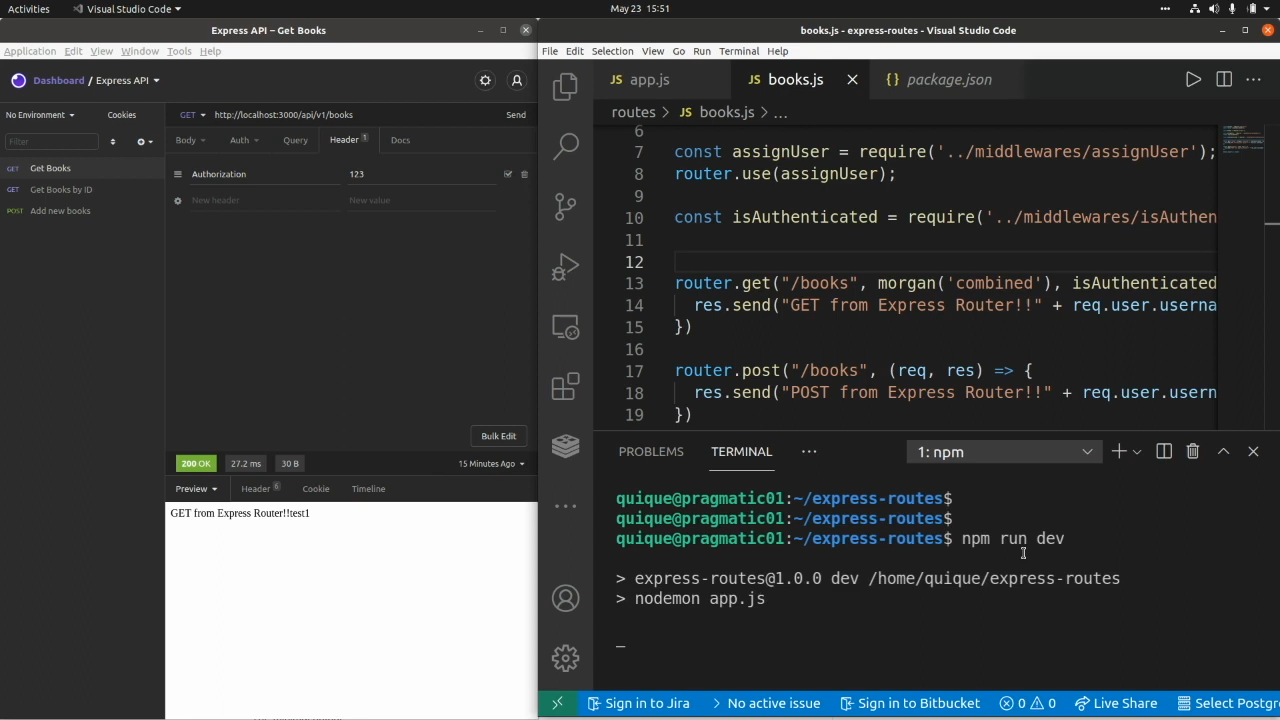 Activities Visual Studio Code May 23 15:51
Express API – Get Books
Application Edit View Window Tools Help
Dashboard / Express API
No Environment Cookies
Filter
GET Get Books
GET Get Books by ID
POST Add new books
GET http://localhost:3000/api/v1/books Send
Body Auth Query Header 1 Docs
Authorization 123
New header New value
Bulk Edit
200 OK 27.2 ms 30 B 15 Minutes Ago
Preview Header 6 Cookie Timeline
GET from Express Router!!test1
books.js - express-routes - Visual Studio Code
File Edit Selection View Go Run Terminal Help
JS app.js JS books.js {} package.json
routes > JS books.js > ...
6
7 const assignUser = require('../middlewares/assignUser');
8 router.use(assignUser);
9
10 const isAuthenticated = require('../middlewares/isAuthen
11
12
13 router.get("/books", morgan('combined'), isAuthenticated
14 res.send("GET from Express Router!!" + req.user.userna
15 })
16
17 router.post("/books", (req, res) => {
18 res.send("POST from Express Router!!" + req.user.usern
19 })
PROBLEMS TERMINAL ... 1: npm
quique@pragmatic01:~/express-routes$
quique@pragmatic01:~/express-routes$
quique@pragmatic01:~/express-routes$ npm run dev
> express-routes@1.0.0 dev /home/quique/express-routes
> nodemon app.js
Sign in to Jira > No active issue Sign in to Bitbucket 0 0 Live Share Select Postgr